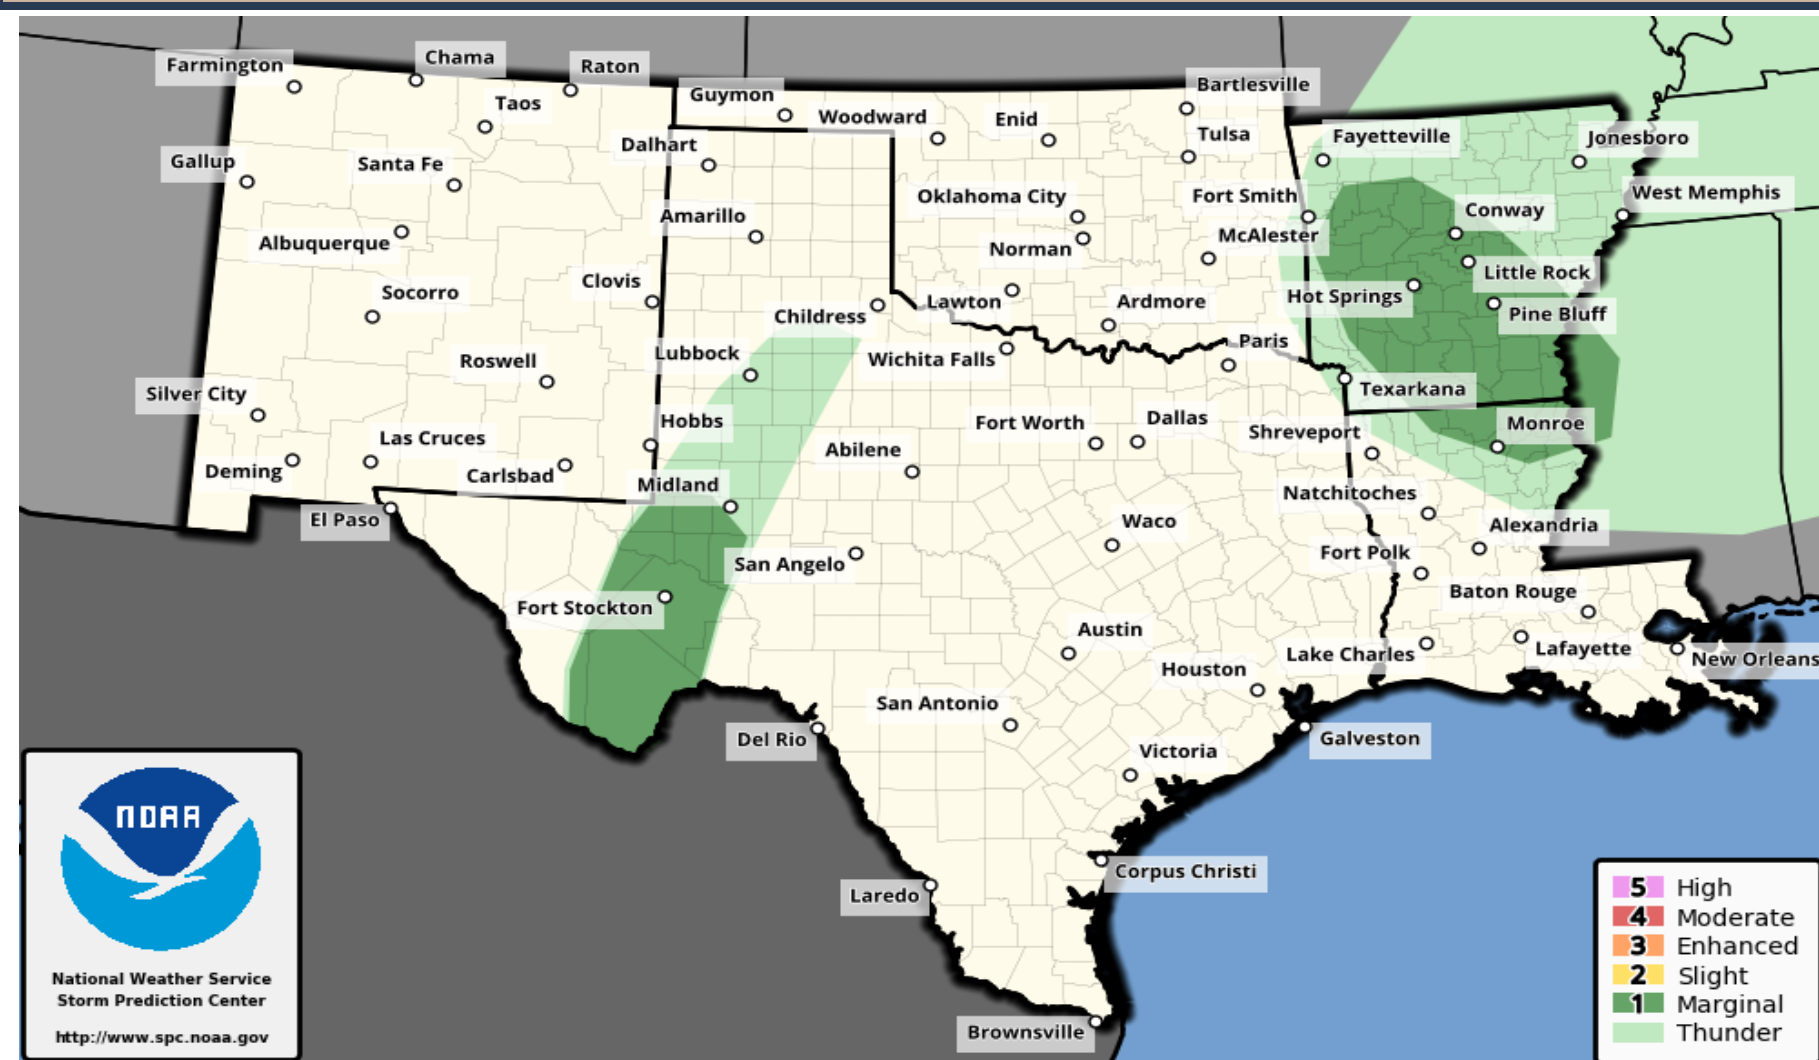 Farmington
Chama
Raton
Taos
Guymon
Woodward
Enid
Bartlesville
Tulsa
Fayetteville
Jonesboro
Gallup
Santa Fe
Dalhart
Oklahoma City
Fort Smith
Conway
West Memphis
Albuquerque
Amarillo
Norman
McAlester
Little Rock
Socorro
Clovis
Childress
Lawton
Ardmore
Hot Springs
Pine Bluff
Roswell
Lubbock
Wichita Falls
Paris
Texarkana
Silver City
Hobbs
Fort Worth
Dallas
Shreveport
Monroe
Las Cruces
Deming
Carlsbad
Midland
Abilene
Natchitoches
El Paso
San Angelo
Waco
Fort Polk
Alexandria
Fort Stockton
Baton Rouge
Austin
Houston
Lake Charles
Lafayette
New Orleans
Del Rio
San Antonio
Victoria
Galveston
Laredo
Corpus Christi
Brownsville
NOAA
National Weather Service
Storm Prediction Center
http://www.spc.noaa.gov
5 High
4 Moderate
3 Enhanced
2 Slight
1 Marginal
Thunder